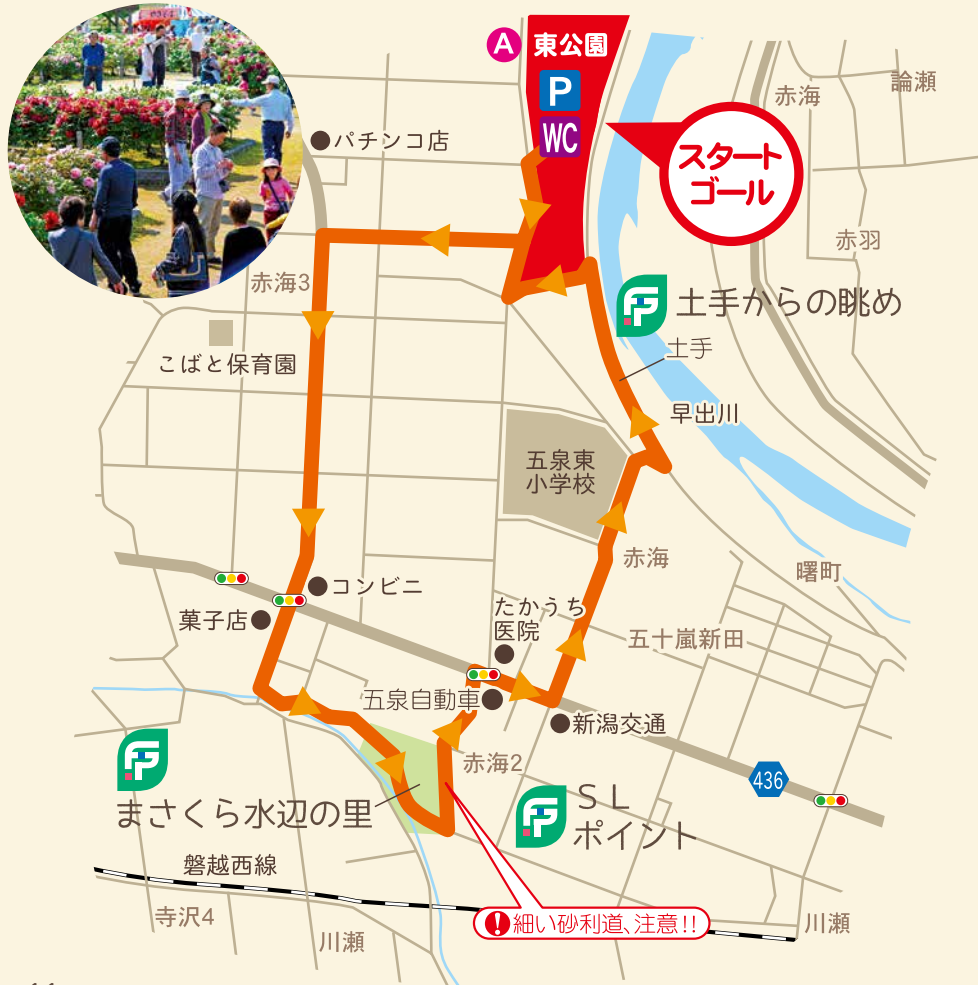 A 東公園
P
WC
スタート
ゴール
パチンコ店
赤海
論瀬
赤羽
赤海3
土手からの眺め
土手
こばと保育園
早出川
五泉東
小学校
赤海
曙町
コンビニ
菓子店
たかうち
医院
五十嵐新田
五泉自動車
新潟交通
赤海2
436
まさくら水辺の里
SL
ポイント
磐越西線
寺沢4
川瀬
細い砂利道、注意!!
川瀬